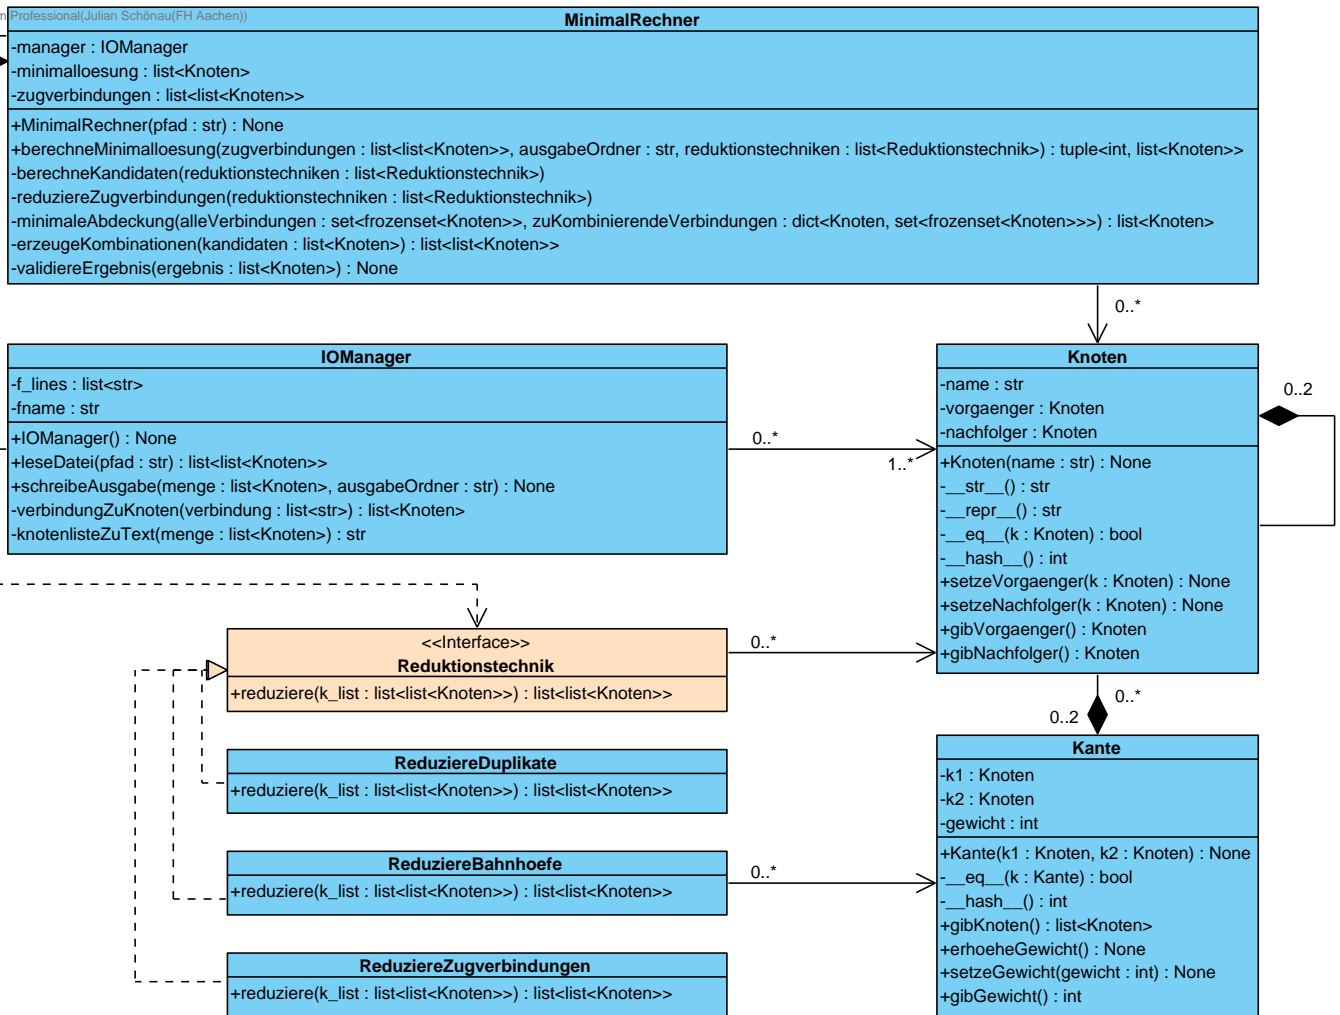 Professional(Julian Schönau(FH Aachen))
MinimalRechner
-manager : IOManager
-minimalloesung : list<Knoten>
-zugverbindungen : list<list<Knoten>>
+MinimalRechner(pfad : str) : None
+berechneMinimalloesung(zugverbindungen : list<list<Knoten>>, ausgabeOrdner : str, reduktionstechniken : list<Reduktionstechnik>) : tuple<int, list<Knoten>>
-berechneKandidaten(reduktionstechniken : list<Reduktionstechnik>)
-reduziereZugverbindungen(reduktionstechniken : list<Reduktionstechnik>)
-minimaleAbdeckung(alleVerbindungen : set<frozenset<Knoten>>, zuKombinierendeVerbindungen : dict<Knoten, set<frozenset<Knoten>>>) : list<Knoten>
-erzeugeKombinationen(kandidaten : list<Knoten>) : list<list<Knoten>>
-validiereErgebnis(ergebnis : list<Knoten>) : None
0..*
IOManager
-f_lines : list<str>
-fname : str
+IOManager() : None
+leseDatei(pfad : str) : list<list<Knoten>>
+schreibeAusgabe(menge : list<Knoten>, ausgabeOrdner : str) : None
-verbindungZuKnoten(verbindung : list<str>) : list<Knoten>
-knotenlisteZuText(menge : list<Knoten>) : str
0..*
1..*
Knoten
-name : str
-vorgaenger : Knoten
-nachfolger : Knoten
+Knoten(name : str) : None
-__str__() : str
-__repr__() : str
-__eq__(k : Knoten) : bool
-__hash__() : int
+setzeVorgaenger(k : Knoten) : None
+setzeNachfolger(k : Knoten) : None
+gibVorgaenger() : Knoten
+gibNachfolger() : Knoten
0..2
<<Interface>>
Reduktionstechnik
+reduziere(k_list : list<list<Knoten>>) : list<list<Knoten>>
0..*
0..*
0..2
ReduziereDuplikate
+reduziere(k_list : list<list<Knoten>>) : list<list<Knoten>>
ReduziereBahnhoefe
+reduziere(k_list : list<list<Knoten>>) : list<list<Knoten>>
0..*
ReduziereZugverbindungen
+reduziere(k_list : list<list<Knoten>>) : list<list<Knoten>>
Kante
-k1 : Knoten
-k2 : Knoten
-gewicht : int
+Kante(k1 : Knoten, k2 : Knoten) : None
-__eq__(k : Kante) : bool
-__hash__() : int
+gibKnoten() : list<Knoten>
+erhoeheGewicht() : None
+setzeGewicht(gewicht : int) : None
+gibGewicht() : int